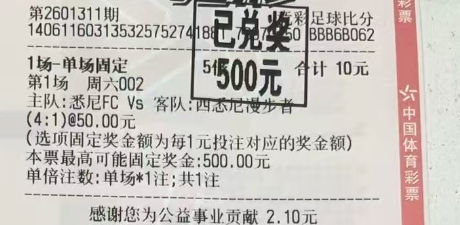 第2601311期 竞彩足球比分
BBB6B062
已兑奖
500元
1场-单场固定 5倍 合计 10元
第1场 周六002
主队:悉尼FC Vs 客队:西悉尼漫步者
(4:1)@50.00元
(选项固定奖金额为每1元投注对应的奖金额)
本票最高可能固定奖金:500.00元
单倍注数:单场*1注;共1注
感谢您为公益事业贡献 2.10元
彩票
中国体育彩票